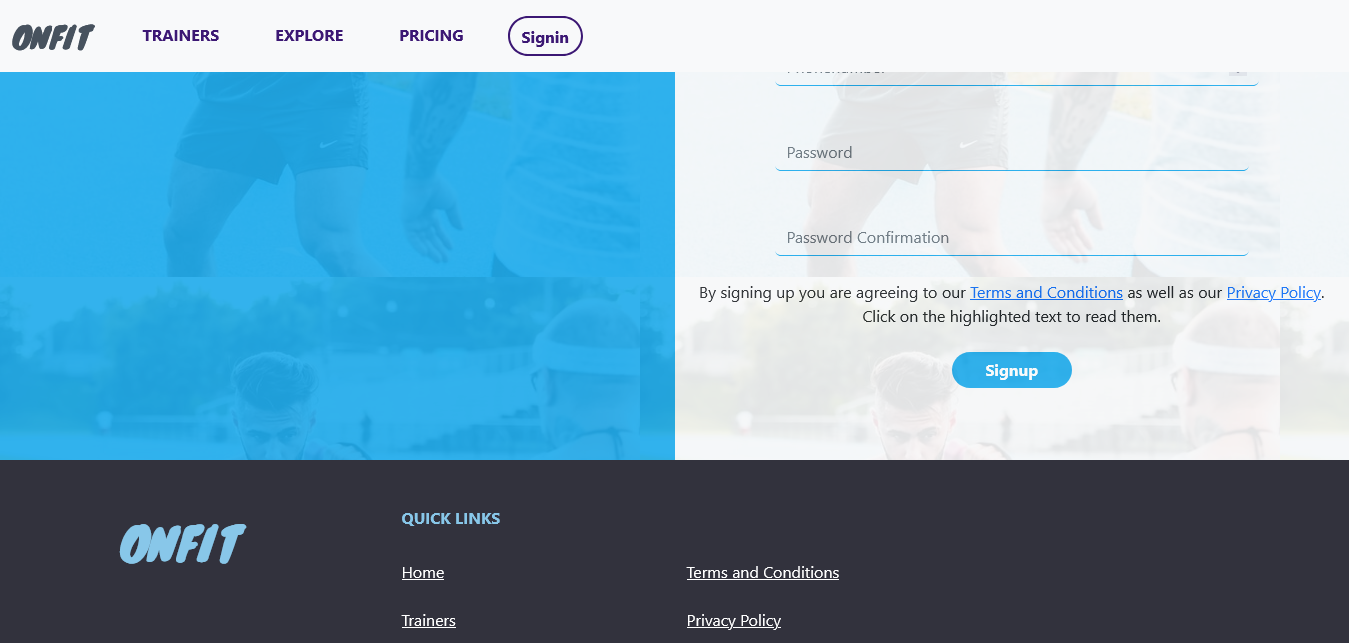 ONFIT
TRAINERS
EXPLORE
PRICING
Signin
Password
Password Confirmation
By signing up you are agreeing to our Terms and Conditions as well as our Privacy Policy.
Click on the highlighted text to read them.
Signup
ONFIT
QUICK LINKS
Home
Terms and Conditions
Trainers
Privacy Policy